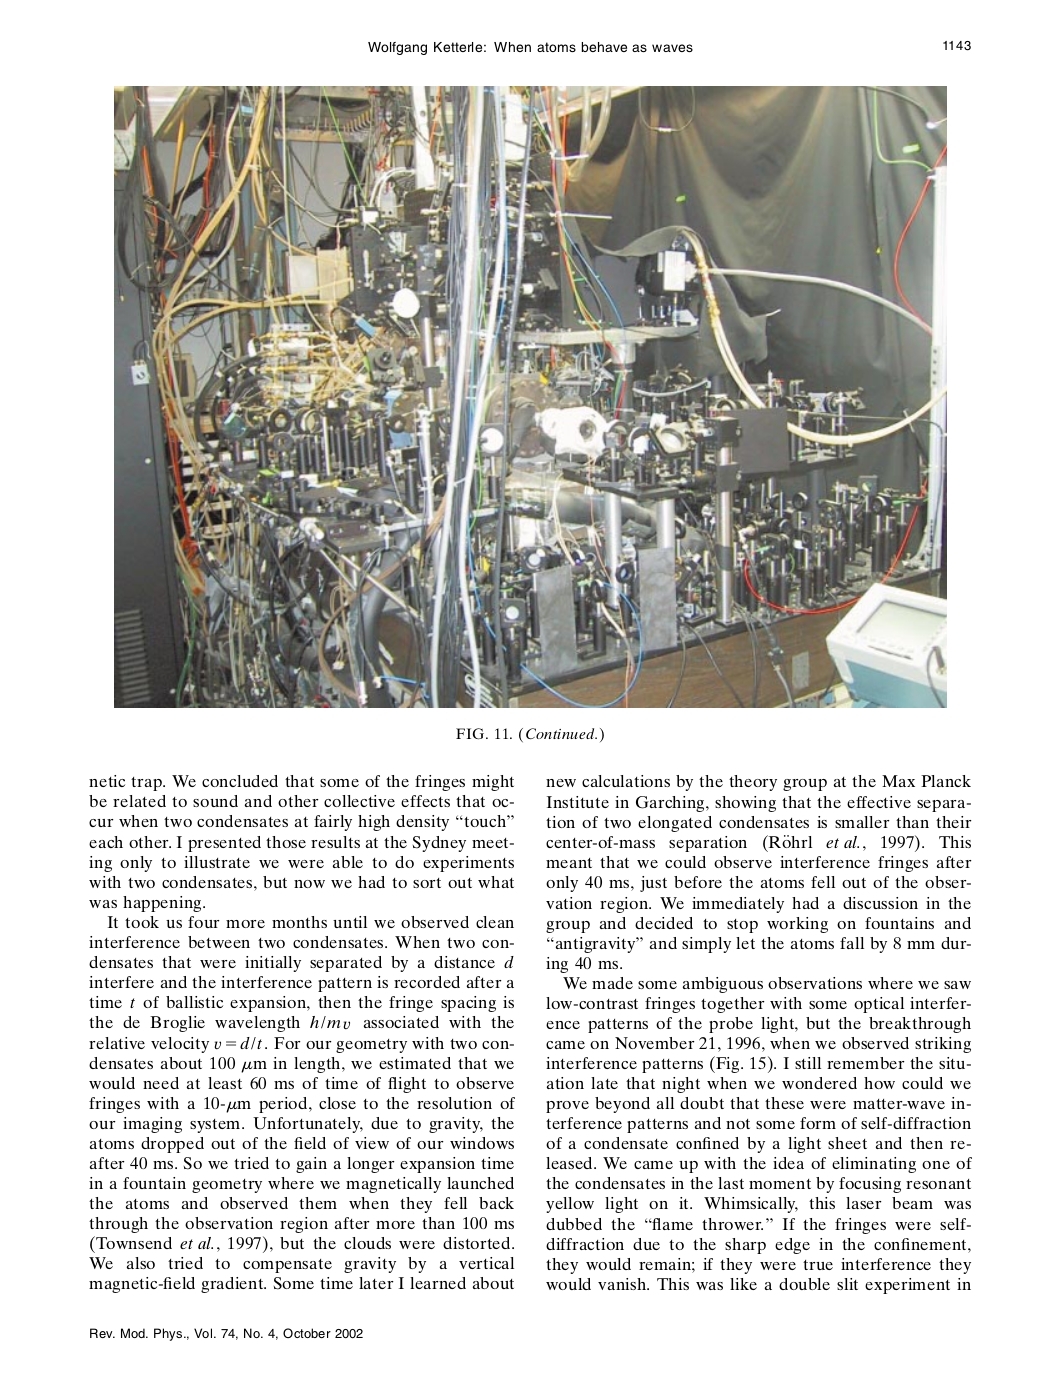 Wolfgang Ketterle: When atoms behave as waves
1143
FIG. 11. (Continued.)
netic trap. We concluded that some of the fringes might
be related to sound and other collective effects that oc-
cur when two condensates at fairly high density “touch”
each other. I presented those results at the Sydney meet-
ing only to illustrate we were able to do experiments
with two condensates, but now we had to sort out what
was happening.
It took us four more months until we observed clean
interference between two condensates. When two con-
densates that were initially separated by a distance d
interfere and the interference pattern is recorded after a
time t of ballistic expansion, then the fringe spacing is
the de Broglie wavelength h/mv associated with the
relative velocity v=d/t. For our geometry with two con-
densates about 100 μm in length, we estimated that we
would need at least 60 ms of time of flight to observe
fringes with a 10-μm period, close to the resolution of
our imaging system. Unfortunately, due to gravity, the
atoms dropped out of the field of view of our windows
after 40 ms. So we tried to gain a longer expansion time
in a fountain geometry where we magnetically launched
the atoms and observed them when they fell back
through the observation region after more than 100 ms
(Townsend et al., 1997), but the clouds were distorted.
We also tried to compensate gravity by a vertical
magnetic-field gradient. Some time later I learned about
new calculations by the theory group at the Max Planck
Institute in Garching, showing that the effective separa-
tion of two elongated condensates is smaller than their
center-of-mass separation (Röhrl et al., 1997). This
meant that we could observe interference fringes after
only 40 ms, just before the atoms fell out of the obser-
vation region. We immediately had a discussion in the
group and decided to stop working on fountains and
“antigravity” and simply let the atoms fall by 8 mm dur-
ing 40 ms.
We made some ambiguous observations where we saw
low-contrast fringes together with some optical interfer-
ence patterns of the probe light, but the breakthrough
came on November 21, 1996, when we observed striking
interference patterns (Fig. 15). I still remember the situ-
ation late that night when we wondered how could we
prove beyond all doubt that these were matter-wave in-
terference patterns and not some form of self-diffraction
of a condensate confined by a light sheet and then re-
leased. We came up with the idea of eliminating one of
the condensates in the last moment by focusing resonant
yellow light on it. Whimsically, this laser beam was
dubbed the “flame thrower.” If the fringes were self-
diffraction due to the sharp edge in the confinement,
they would remain; if they were true interference they
would vanish. This was like a double slit experiment in
Rev. Mod. Phys., Vol. 74, No. 4, October 2002